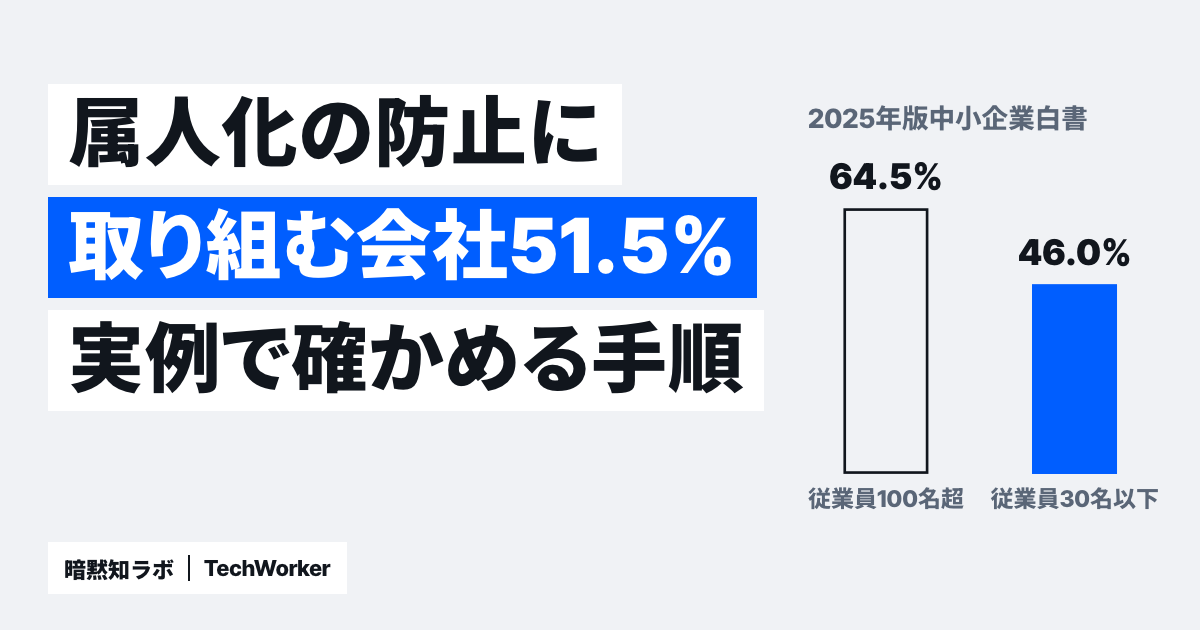 属人化の防止に
取り組む会社51.5%
実例で確かめる手順
2025年版中小企業白書
64.5%
46.0%
従業員100名超
従業員30名以下
暗黙知ラボ | TechWorker